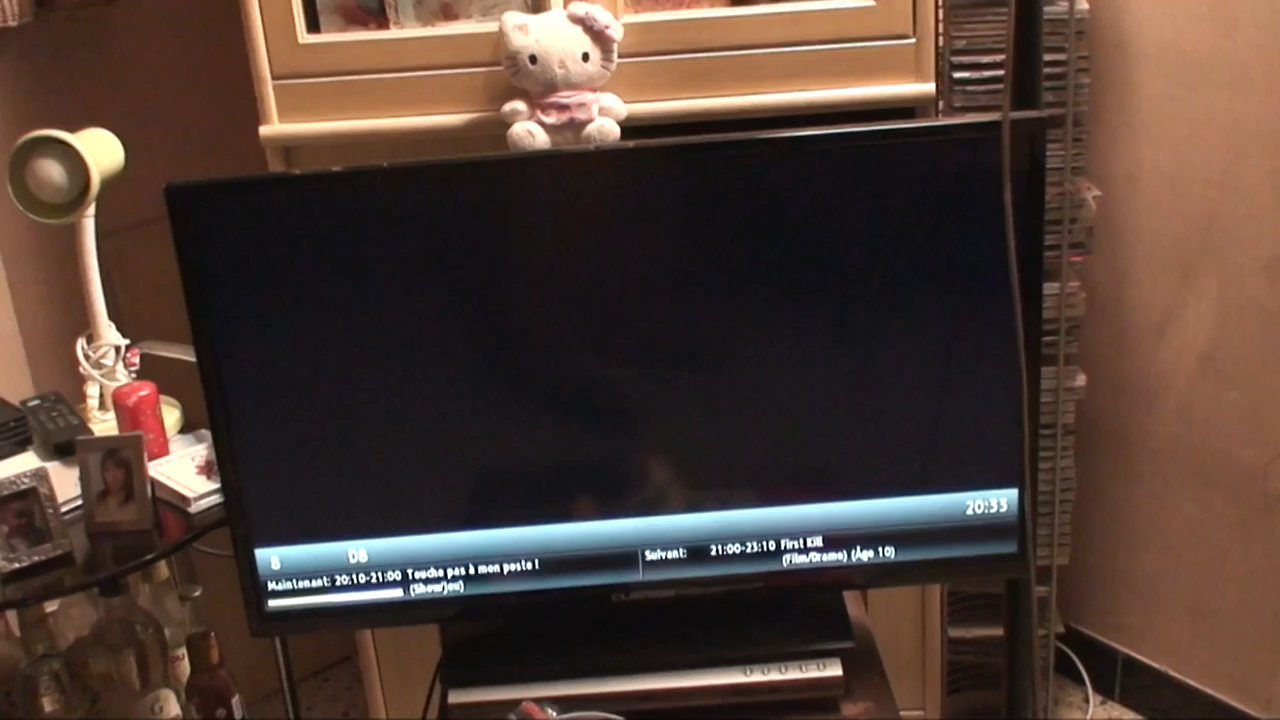 20:33
8 D8
Maintenant: 20:10-21:00 Touche pas à mon poste !
(Show/Jeu)
Suivant: 21:00-23:10 First Kill
(Film/Drame) (Âge 10)